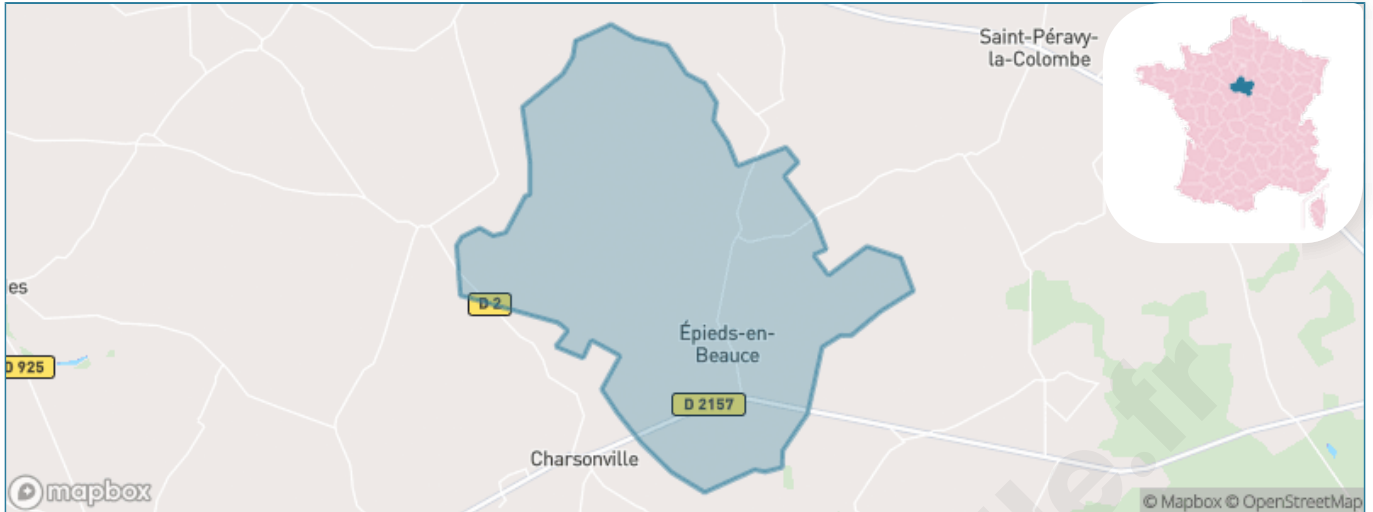 Saint-Péravy-
la-Colombe
es
D 2
Épieds-en-
Beauce
D 925
D 2157
Charsonville
mapbox
© Mapbox © OpenStreetMap